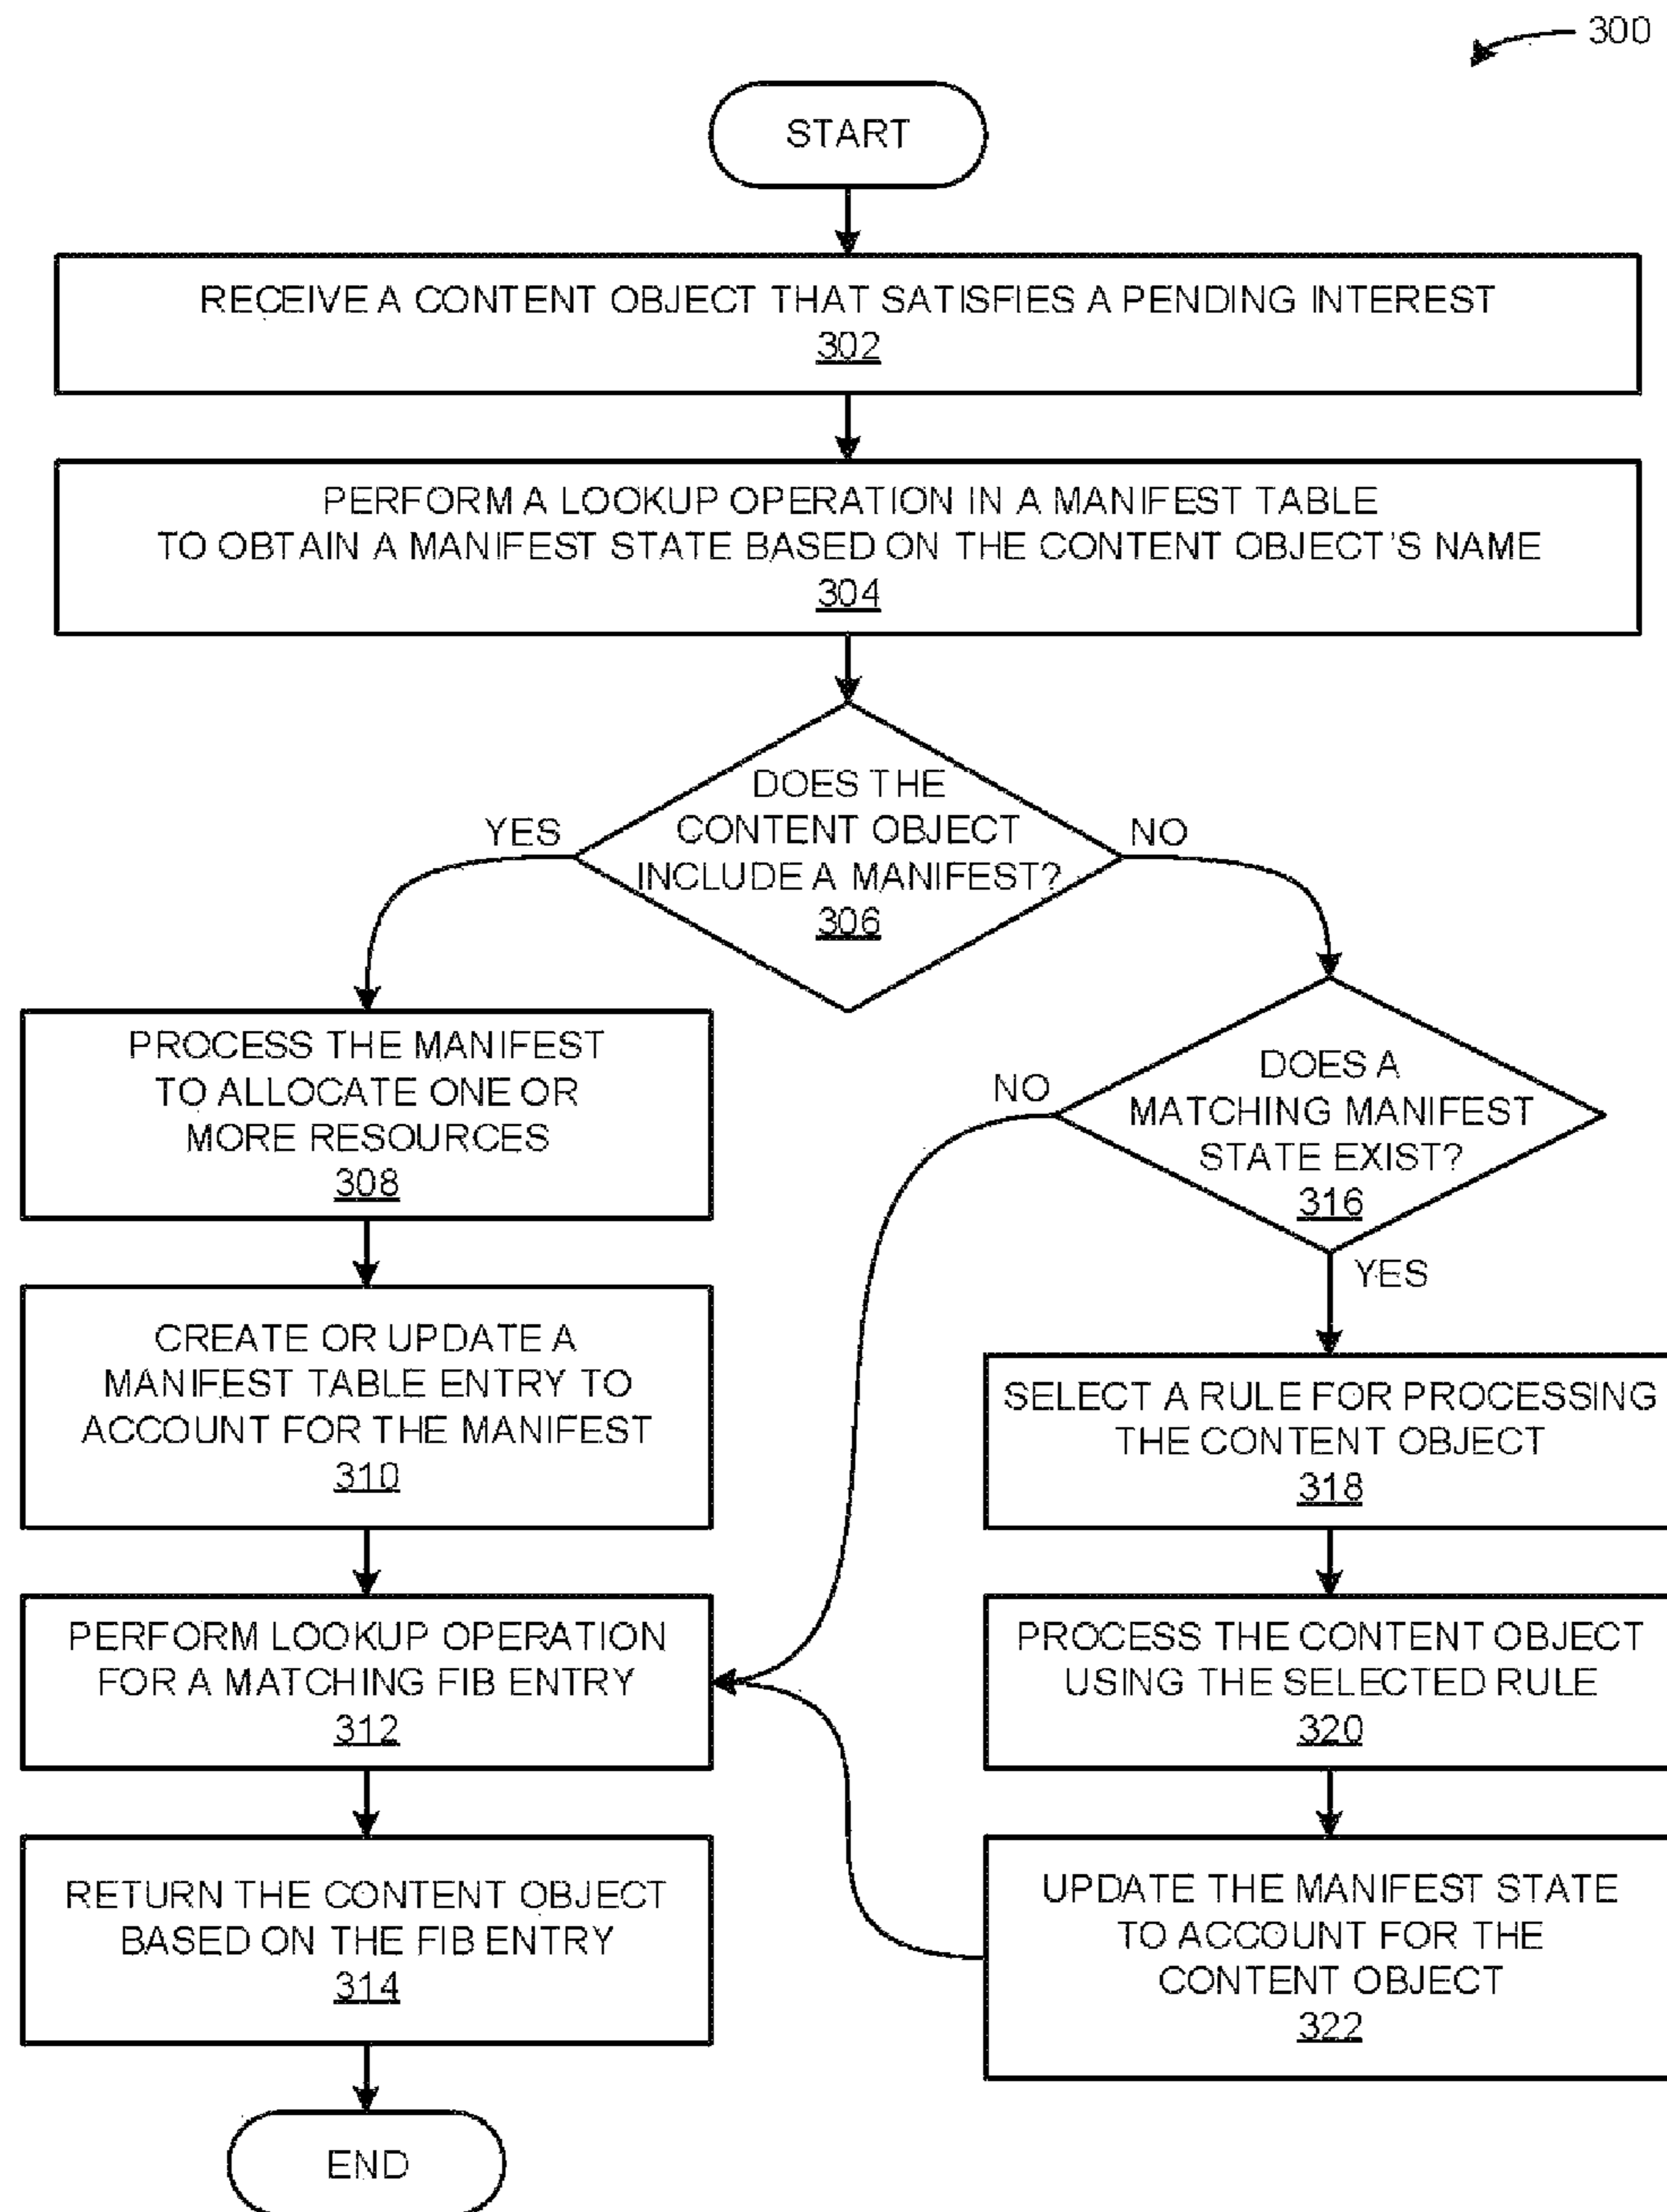 300
START
RECEIVE A CONTENT OBJECT THAT SATISFIES A PENDING INTEREST
302
PERFORM A LOOKUP OPERATION IN A MANIFEST TABLE
TO OBTAIN A MANIFEST STATE BASED ON THE CONTENT OBJECT'S NAME
304
DOES THE
CONTENT OBJECT
INCLUDE A MANIFEST?
306
YES
NO
PROCESS THE MANIFEST
TO ALLOCATE ONE OR
MORE RESOURCES
308
DOES A
MATCHING MANIFEST
STATE EXIST?
316
NO
YES
CREATE OR UPDATE A
MANIFEST TABLE ENTRY TO
ACCOUNT FOR THE MANIFEST
310
SELECT A RULE FOR PROCESSING
THE CONTENT OBJECT
318
PERFORM LOOKUP OPERATION
FOR A MATCHING FIB ENTRY
312
PROCESS THE CONTENT OBJECT
USING THE SELECTED RULE
320
RETURN THE CONTENT OBJECT
BASED ON THE FIB ENTRY
314
UPDATE THE MANIFEST STATE
TO ACCOUNT FOR THE
CONTENT OBJECT
322
END